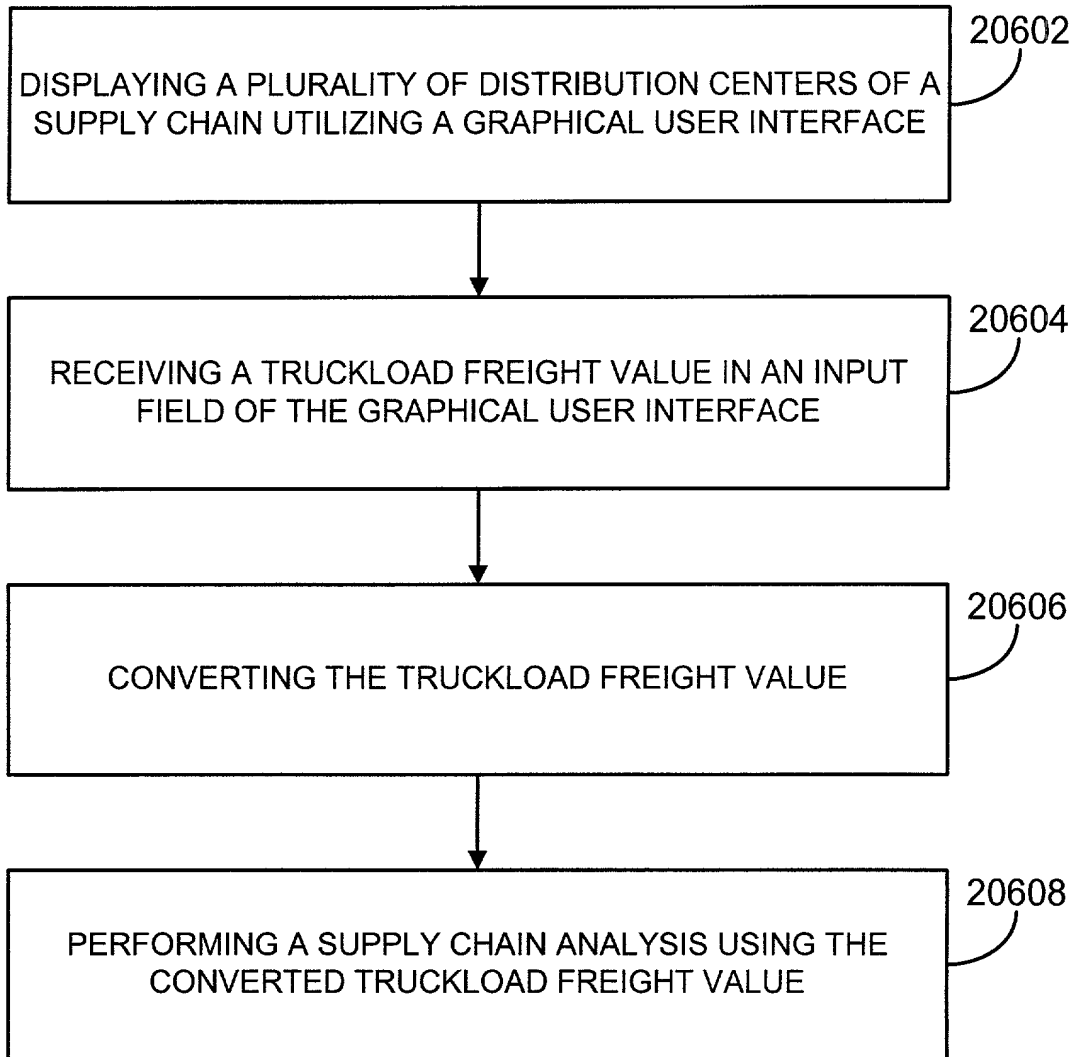 20602
DISPLAYING A PLURALITY OF DISTRIBUTION CENTERS OF A
SUPPLY CHAIN UTILIZING A GRAPHICAL USER INTERFACE
20604
RECEIVING A TRUCKLOAD FREIGHT VALUE IN AN INPUT
FIELD OF THE GRAPHICAL USER INTERFACE
20606
CONVERTING THE TRUCKLOAD FREIGHT VALUE
20608
PERFORMING A SUPPLY CHAIN ANALYSIS USING THE
CONVERTED TRUCKLOAD FREIGHT VALUE